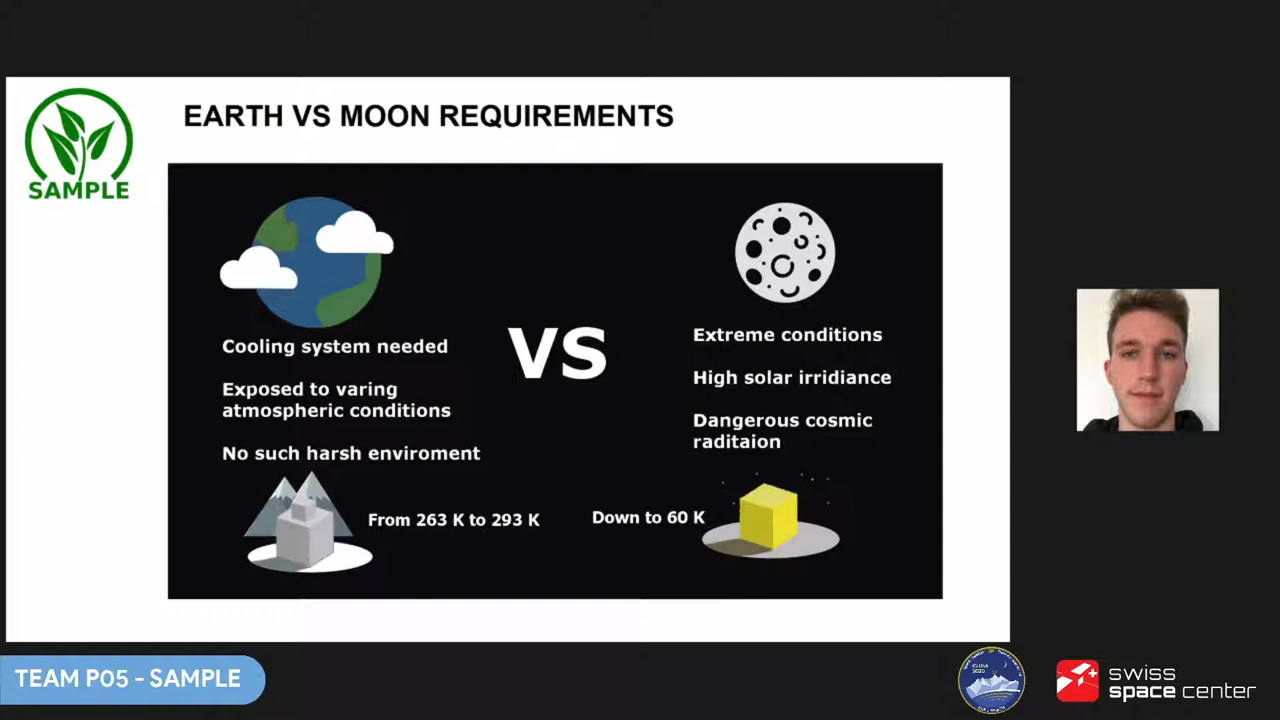 SAMPLE
EARTH VS MOON REQUIREMENTS
Cooling system needed
Exposed to varing
atmospheric conditions
No such harsh enviroment
From 263 K to 293 K
VS
Extreme conditions
High solar irridiance
Dangerous cosmic
raditaion
Down to 60 K
TEAM P05 - SAMPLE
swiss
space center